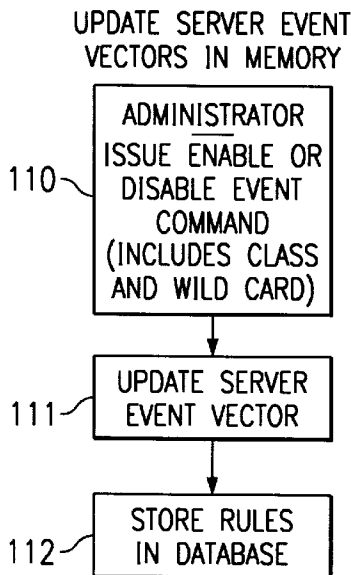 UPDATE SERVER EVENT
VECTORS IN MEMORY
ADMINISTRATOR
ISSUE ENABLE OR
DISABLE EVENT
COMMAND
(INCLUDES CLASS
AND WILD CARD)
110
UPDATE SERVER
EVENT VECTOR
111
STORE RULES
IN DATABASE
112